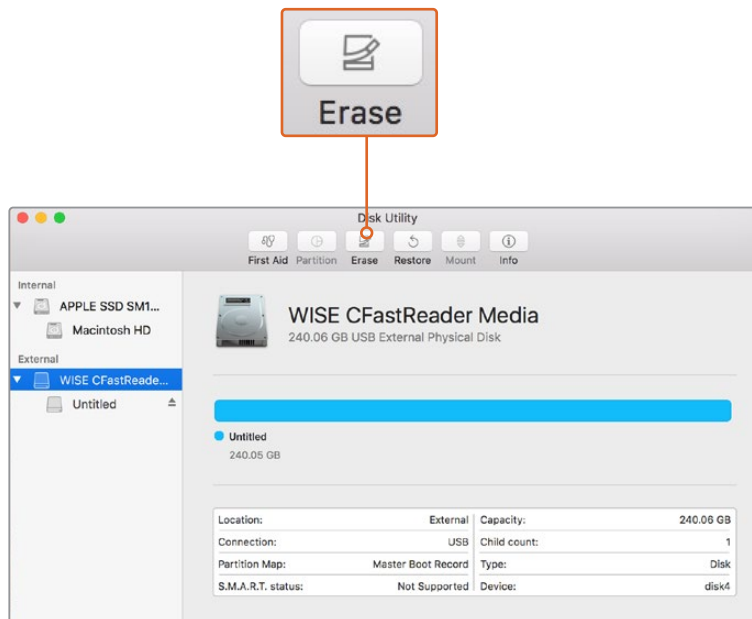 Erase
Disk Utility
First Aid Partition Erase Restore Mount Info
Internal
APPLE SSD SM1...
Macintosh HD
External
WISE CFastReade...
Untitled
WISE CFastReader Media
240.06 GB USB External Physical Disk
Untitled
240.05 GB
Location: External Capacity: 240.06 GB
Connection: USB Child count: 1
Partition Map: Master Boot Record Type: Disk
S.M.A.R.T. status: Not Supported Device: disk4